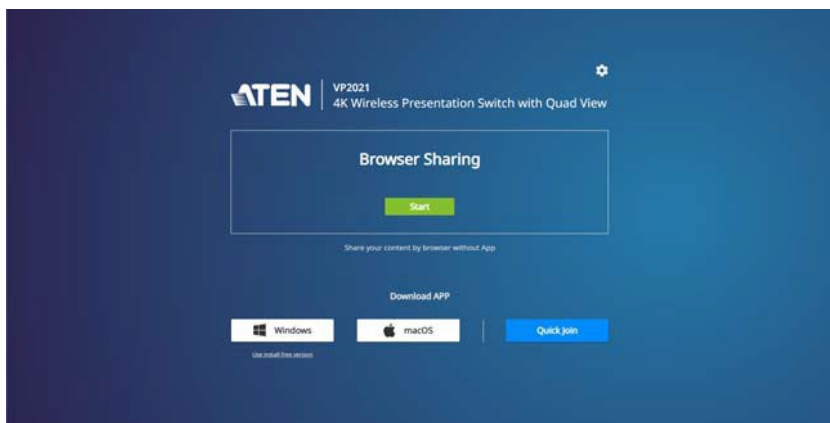 ATEN
VP2021
4K Wireless Presentation Switch with Quad View
Browser Sharing
Start
Share your content by browser without App
Download APP
Windows
macOS
Quick Join
Use install free version